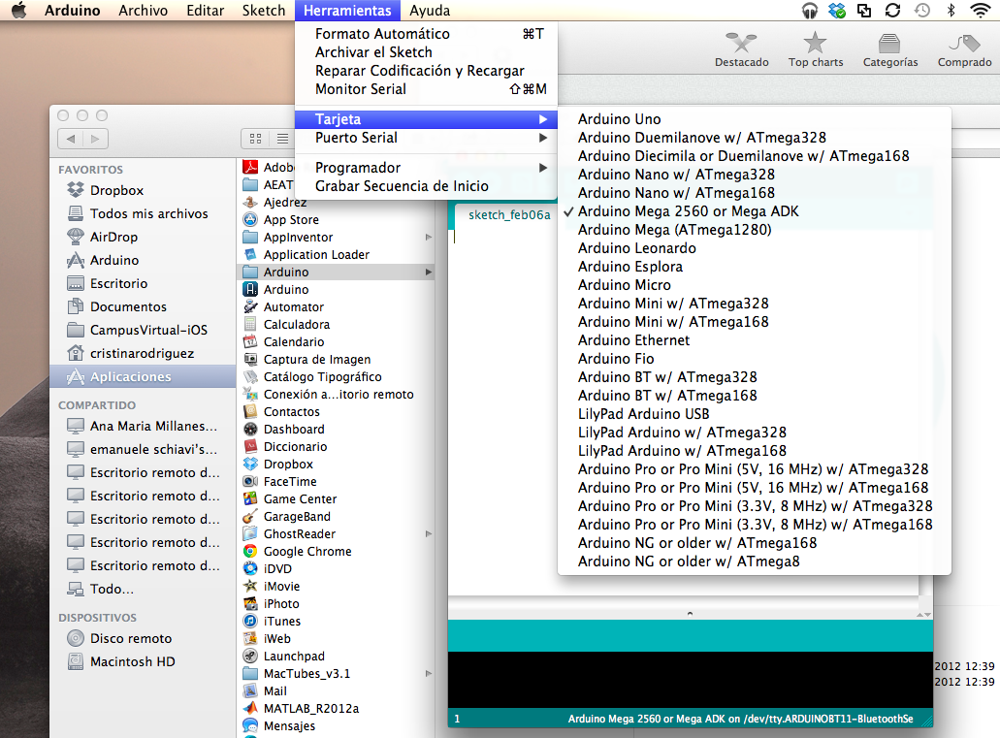 Arduino Archivo Editar Sketch Herramientas Ayuda
Formato Automático ⌘T
Archivar el Sketch
Reparar Codificación y Recargar
Monitor Serial ⇧⌘M
Tarjeta
Puerto Serial
Programador
Grabar Secuencia de Inicio
Destacado Top charts Categorías Comprado
Arduino Uno
Arduino Duemilanove w/ ATmega328
Arduino Diecimila or Duemilanove w/ ATmega168
Arduino Nano w/ ATmega328
Arduino Nano w/ ATmega168
Arduino Mega 2560 or Mega ADK
Arduino Mega (ATmega1280)
Arduino Leonardo
Arduino Esplora
Arduino Micro
Arduino Mini w/ ATmega328
Arduino Mini w/ ATmega168
Arduino Ethernet
Arduino Fio
Arduino BT w/ ATmega328
Arduino BT w/ ATmega168
LilyPad Arduino USB
LilyPad Arduino w/ ATmega328
LilyPad Arduino w/ ATmega168
Arduino Pro or Pro Mini (5V, 16 MHz) w/ ATmega328
Arduino Pro or Pro Mini (5V, 16 MHz) w/ ATmega168
Arduino Pro or Pro Mini (3.3V, 8 MHz) w/ ATmega328
Arduino Pro or Pro Mini (3.3V, 8 MHz) w/ ATmega168
Arduino NG or older w/ ATmega168
Arduino NG or older w/ ATmega8
FAVORITOS
Dropbox
Todos mis archivos
AirDrop
Arduino
Escritorio
Documentos
CampusVirtual-iOS
cristinarodriguez
Aplicaciones
COMPARTIDO
Ana Maria Millanes...
emanuele schiavi's...
Escritorio remoto d...
Escritorio remoto d...
Escritorio remoto d...
Escritorio remoto d...
Escritorio remoto d...
Todo...
DISPOSITIVOS
Disco remoto
Macintosh HD
Adobe
AEAT
Ajedrez
App Store
AppInventor
Application Loader
Arduino
Arduino
Automator
Calculadora
Calendario
Captura de Imagen
Catálogo Tipográfico
Conexión a...itorio remoto
Contactos
Dashboard
Diccionario
Dropbox
FaceTime
Game Center
GarageBand
GhostReader
Google Chrome
iDVD
iMovie
iPhoto
iTunes
iWeb
Launchpad
MacTubes_v3.1
Mail
MATLAB_R2012a
Mensajes
sketch_feb06a
1 Arduino Mega 2560 or Mega ADK on /dev/tty.ARDUINOBT11-BluetoothSe
2012 12:39
2012 12:39